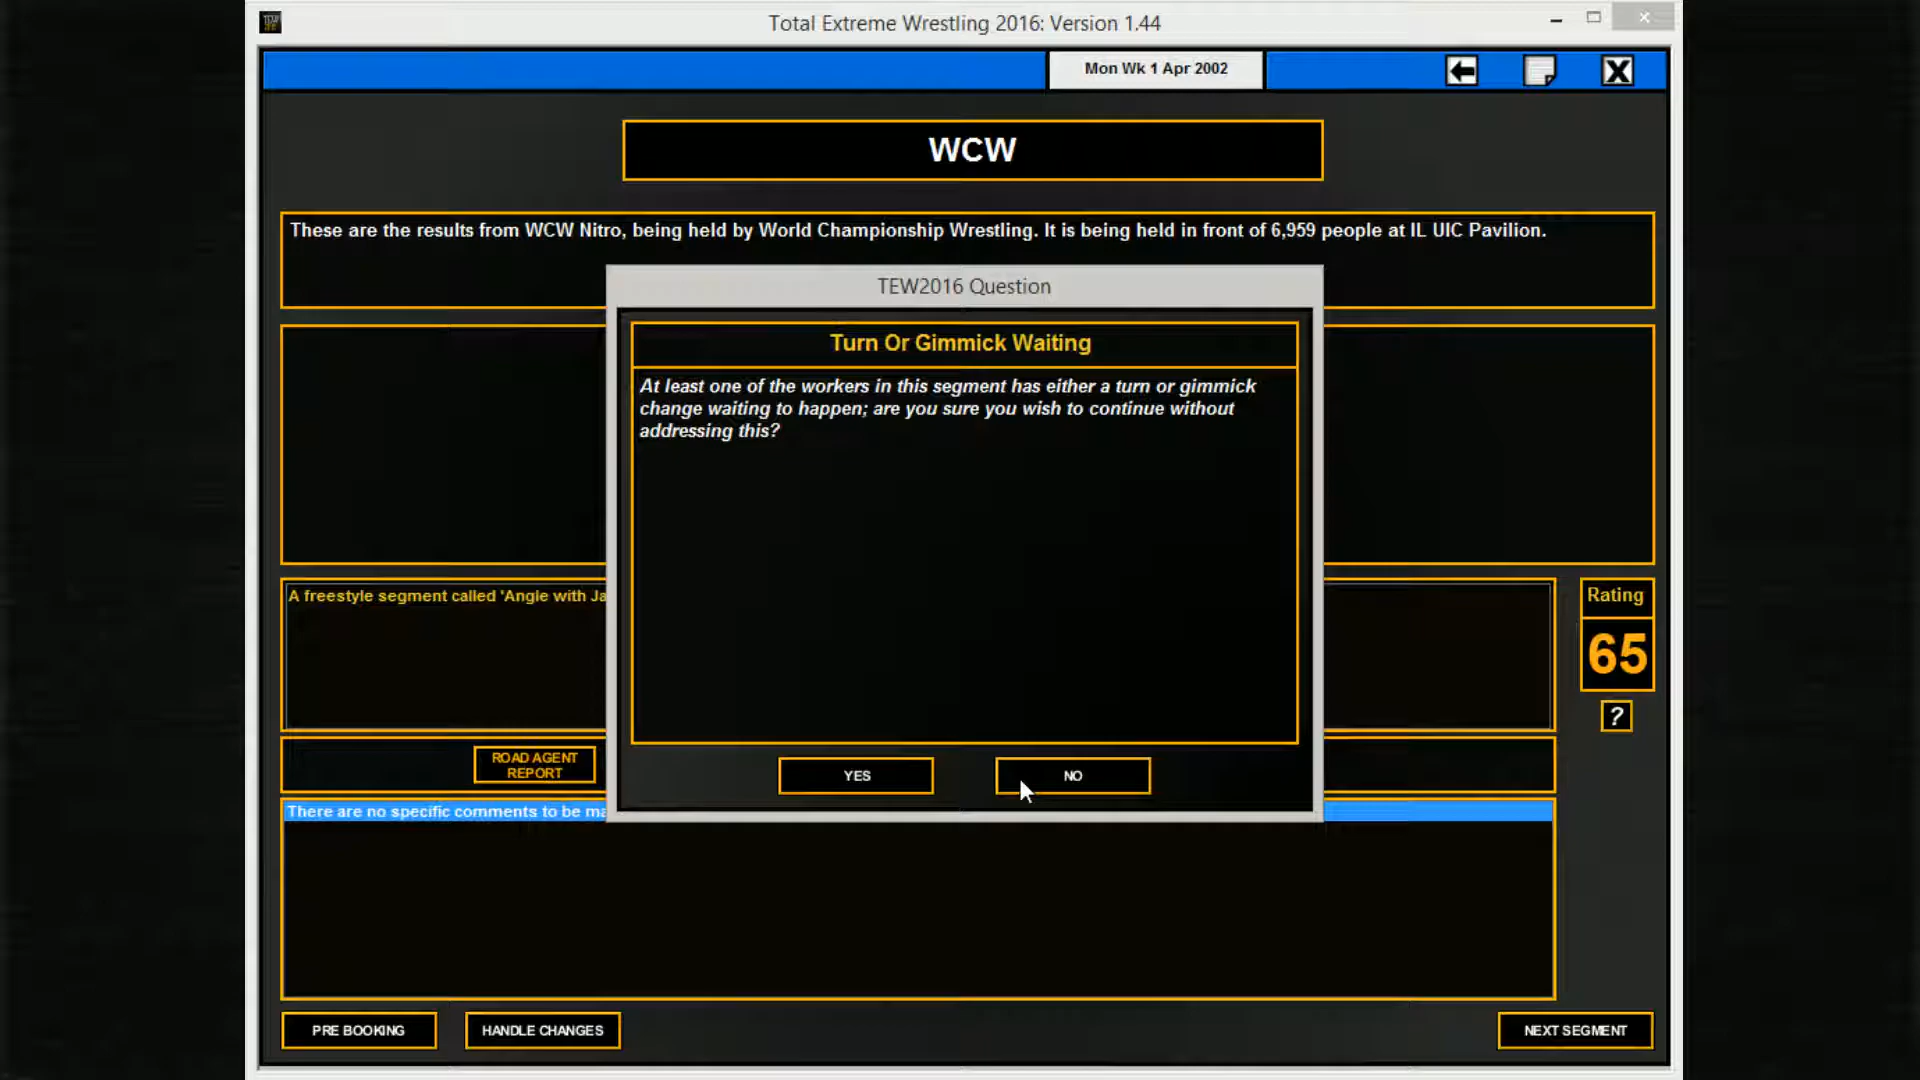 Total Extreme Wrestling 2016: Version 1.44
Mon Wk 1 Apr 2002
WCW
These are the results from WCW Nitro, being held by World Championship Wrestling. It is being held in front of 6,959 people at IL UIC Pavilion.
TEW2016 Question
Turn Or Gimmick Waiting
At least one of the workers in this segment has either a turn or gimmick
change waiting to happen; are you sure you wish to continue without
addressing this?
YES
NO
A freestyle segment called 'Angle with Ja
Rating
65
?
ROAD AGENT
REPORT
There are no specific comments to be ma
PRE BOOKING
HANDLE CHANGES
NEXT SEGMENT